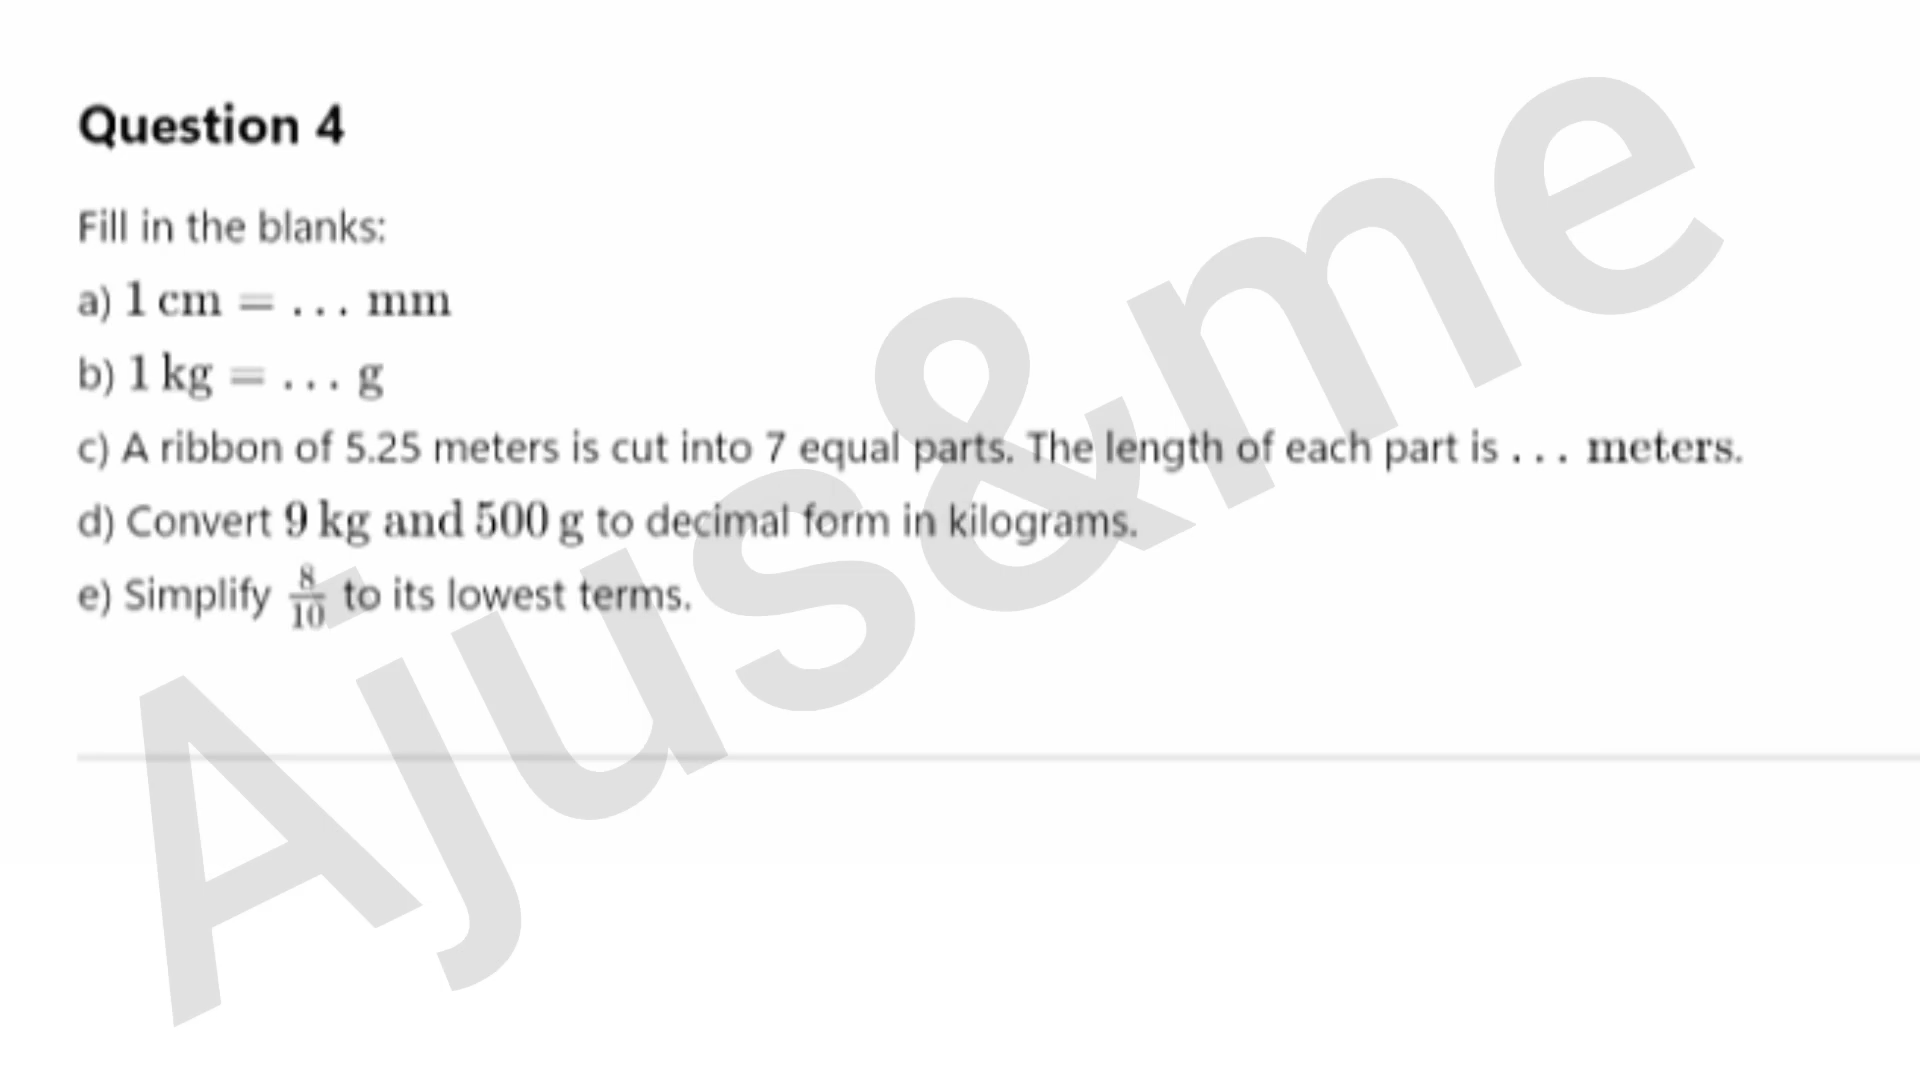 Question 4
Fill in the blanks:
a) 1 cm = ... mm
b) 1 kg = ... g
c) A ribbon of 5.25 meters is cut into 7 equal parts. The length of each part is ... meters.
d) Convert 9 kg and 500 g to decimal form in kilograms.
e) Simplify 8/10 to its lowest terms.
Ajus&me